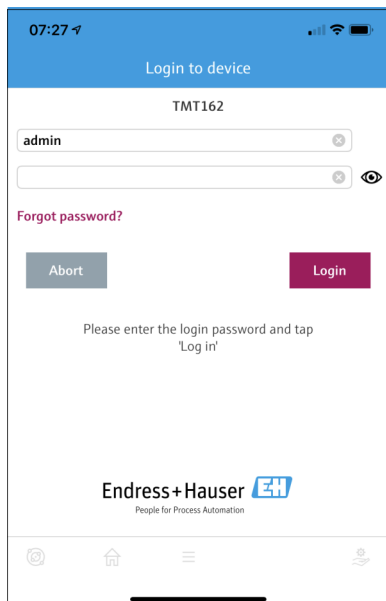 07:27
Login to device
TMT162
admin
Forgot password?
Abort
Login
Please enter the login password and tap
'Log in'
Endress+Hauser EH
People for Process Automation